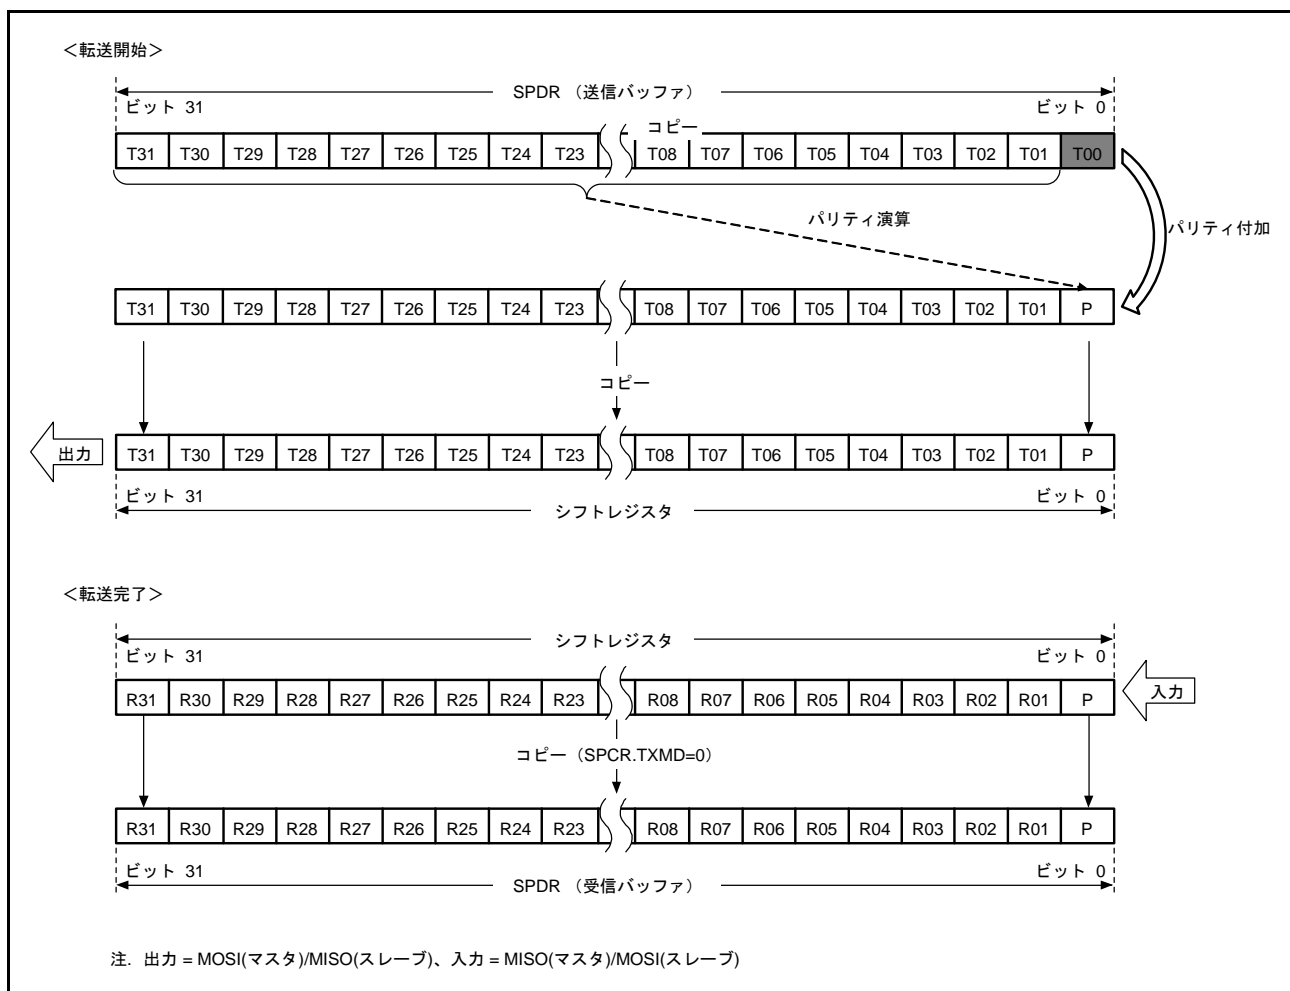 <転送開始>
SPDR (送信バッファ)
ビット 31 ビット 0
コピー
T31 T30 T29 T28 T27 T26 T25 T24 T23 T08 T07 T06 T05 T04 T03 T02 T01 T00
パリティ演算
パリティ付加
T31 T30 T29 T28 T27 T26 T25 T24 T23 T08 T07 T06 T05 T04 T03 T02 T01 P
コピー
出力
T31 T30 T29 T28 T27 T26 T25 T24 T23 T08 T07 T06 T05 T04 T03 T02 T01 P
ビット 31 ビット 0
シフトレジスタ
<転送完了>
シフトレジスタ
ビット 31 ビット 0
R31 R30 R29 R28 R27 R26 R25 R24 R23 R08 R07 R06 R05 R04 R03 R02 R01 P
入力
コピー (SPCR.TXMD=0)
R31 R30 R29 R28 R27 R26 R25 R24 R23 R08 R07 R06 R05 R04 R03 R02 R01 P
ビット 31 ビット 0
SPDR (受信バッファ)
注. 出力 = MOSI(マスタ)/MISO(スレーブ)、入力 = MISO(マスタ)/MOSI(スレーブ)